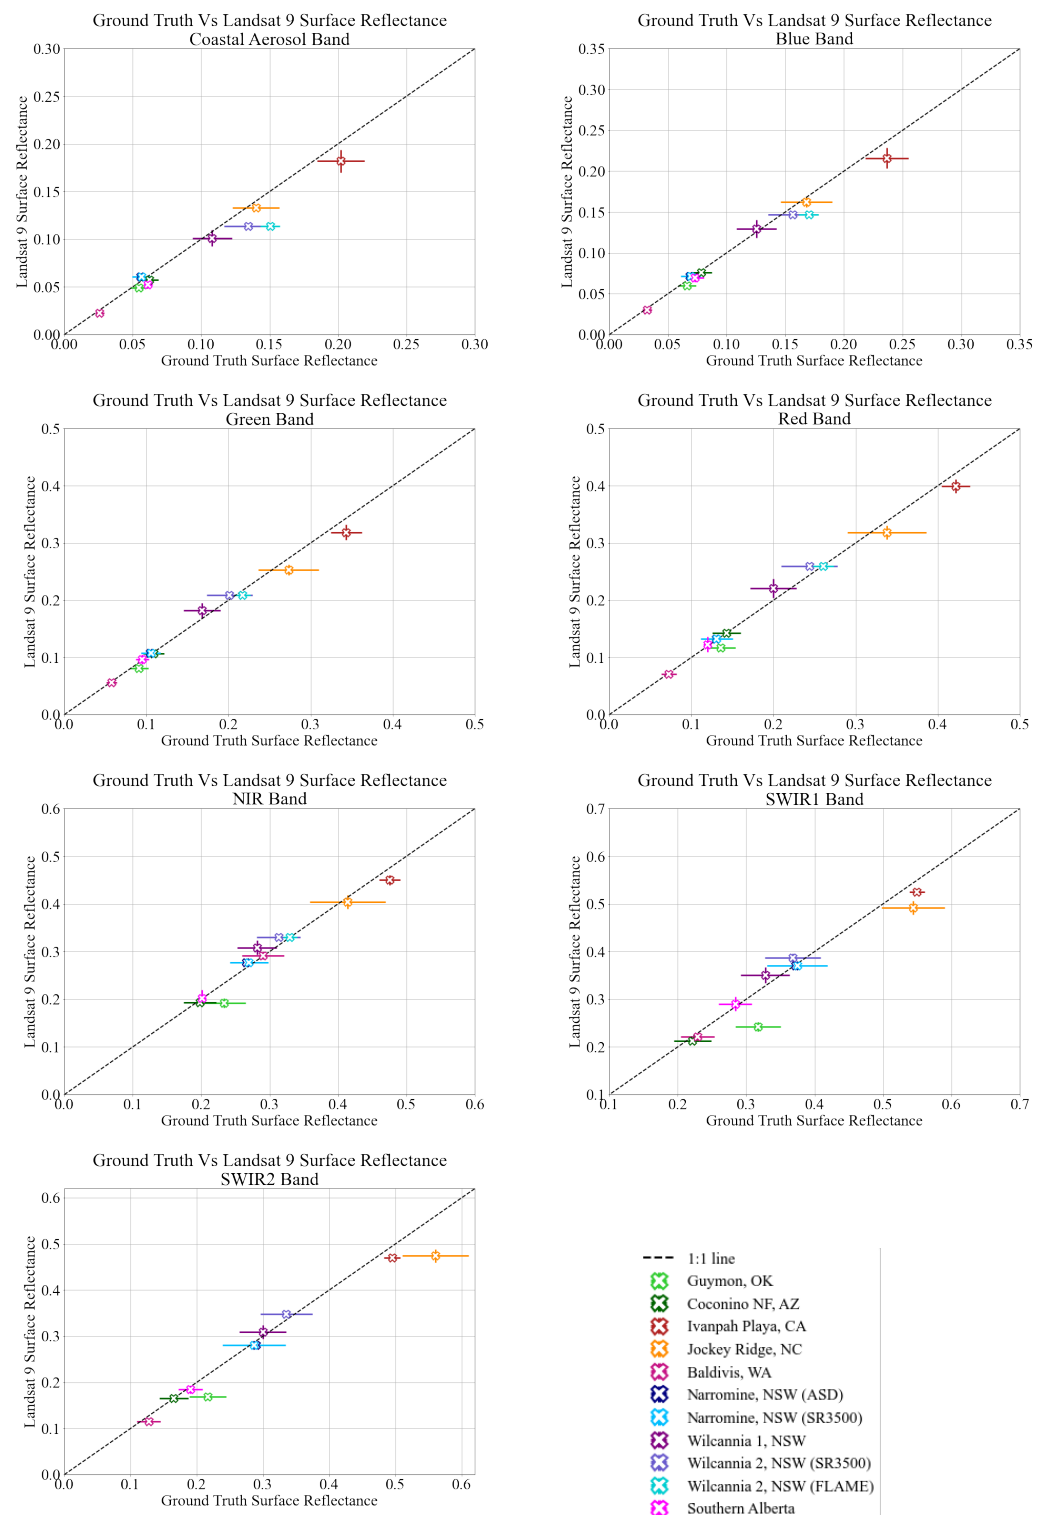 Ground Truth Vs Landsat 9 Surface Reflectance
Coastal Aerosol Band
0.30
0.25
0.20
0.15
0.10
0.05
0.00
Landsat 9 Surface Reflectance
0.00 0.05 0.10 0.15 0.20 0.25 0.30
Ground Truth Surface Reflectance
Ground Truth Vs Landsat 9 Surface Reflectance
Blue Band
0.35
0.30
0.25
0.20
0.15
0.10
0.05
0.00
Landsat 9 Surface Reflectance
0.00 0.05 0.10 0.15 0.20 0.25 0.30 0.35
Ground Truth Surface Reflectance
Ground Truth Vs Landsat 9 Surface Reflectance
Green Band
0.5
0.4
0.3
0.2
0.1
0.0
Landsat 9 Surface Reflectance
0.0 0.1 0.2 0.3 0.4 0.5
Ground Truth Surface Reflectance
Ground Truth Vs Landsat 9 Surface Reflectance
Red Band
0.5
0.4
0.3
0.2
0.1
0.0
Landsat 9 Surface Reflectance
0.0 0.1 0.2 0.3 0.4 0.5
Ground Truth Surface Reflectance
Ground Truth Vs Landsat 9 Surface Reflectance
NIR Band
0.6
0.5
0.4
0.3
0.2
0.1
0.0
Landsat 9 Surface Reflectance
0.0 0.1 0.2 0.3 0.4 0.5 0.6
Ground Truth Surface Reflectance
Ground Truth Vs Landsat 9 Surface Reflectance
SWIR1 Band
0.7
0.6
0.5
0.4
0.3
0.2
0.1
Landsat 9 Surface Reflectance
0.1 0.2 0.3 0.4 0.5 0.6 0.7
Ground Truth Surface Reflectance
Ground Truth Vs Landsat 9 Surface Reflectance
SWIR2 Band
0.6
0.5
0.4
0.3
0.2
0.1
0.0
Landsat 9 Surface Reflectance
0.0 0.1 0.2 0.3 0.4 0.5 0.6
Ground Truth Surface Reflectance
1:1 line
Guymon, OK
Coconino NF, AZ
Ivanpah Playa, CA
Jockey Ridge, NC
Baldivis, WA
Narromine, NSW (ASD)
Narromine, NSW (SR3500)
Wilcannia 1, NSW
Wilcannia 2, NSW (SR3500)
Wilcannia 2, NSW (FLAME)
Southern Alberta